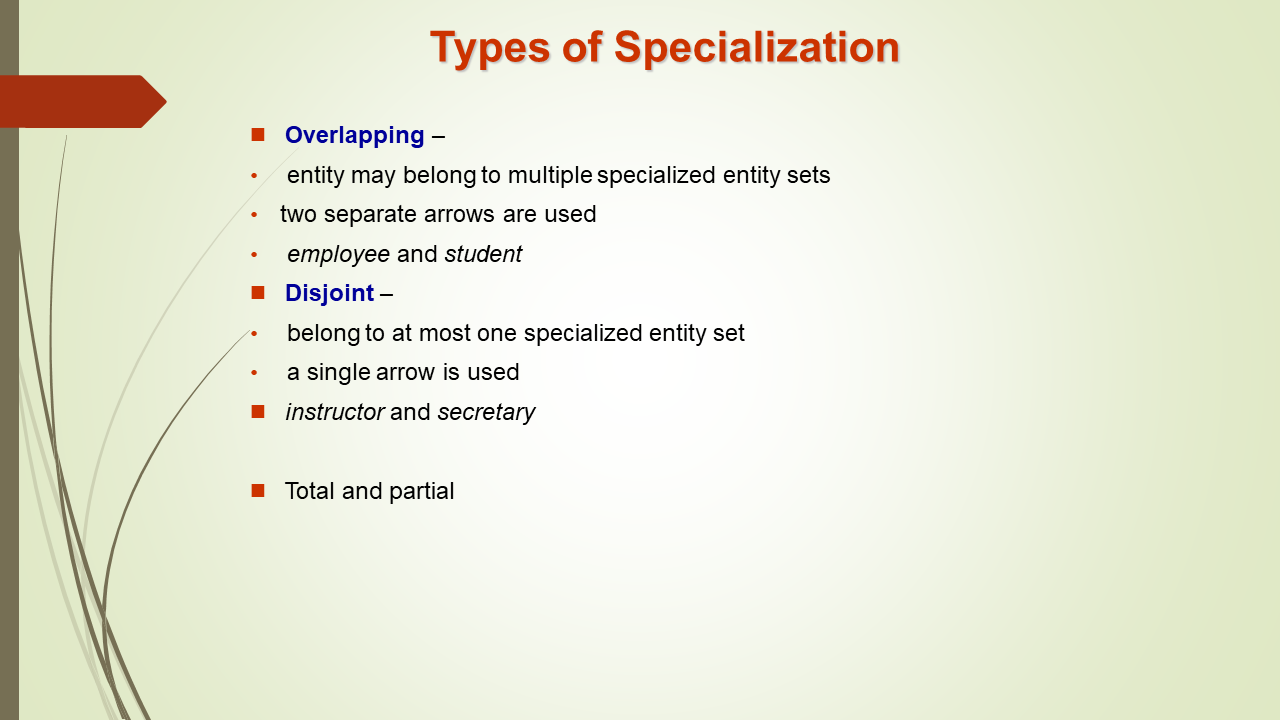 Types of Specialization
■ Overlapping –
• entity may belong to multiple specialized entity sets
• two separate arrows are used
• employee and student
■ Disjoint –
• belong to at most one specialized entity set
• a single arrow is used
■ instructor and secretary
■ Total and partial